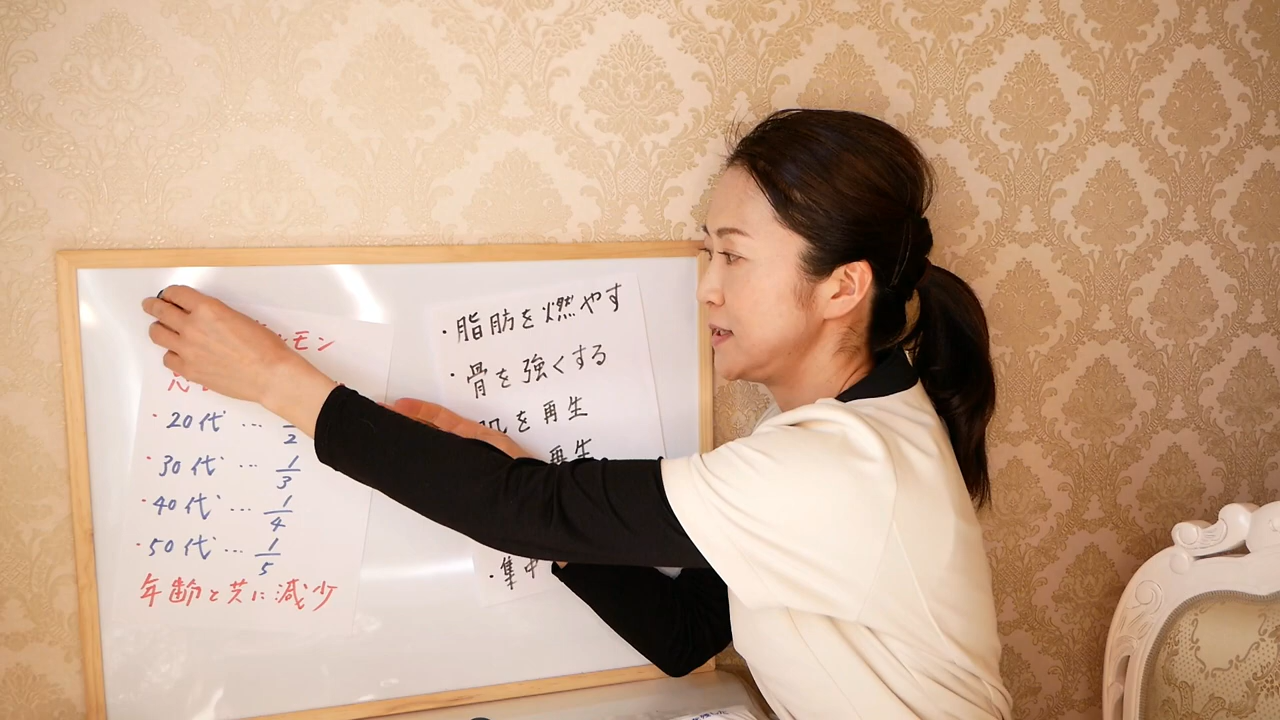 ルモン
・20代 … 1/2
・30代 … 1/3
・40代 … 1/4
・50代 … 1/5
年齢と共に減少
・脂肪を燃やす
・骨を強くする
肌を再生
再生
・集中